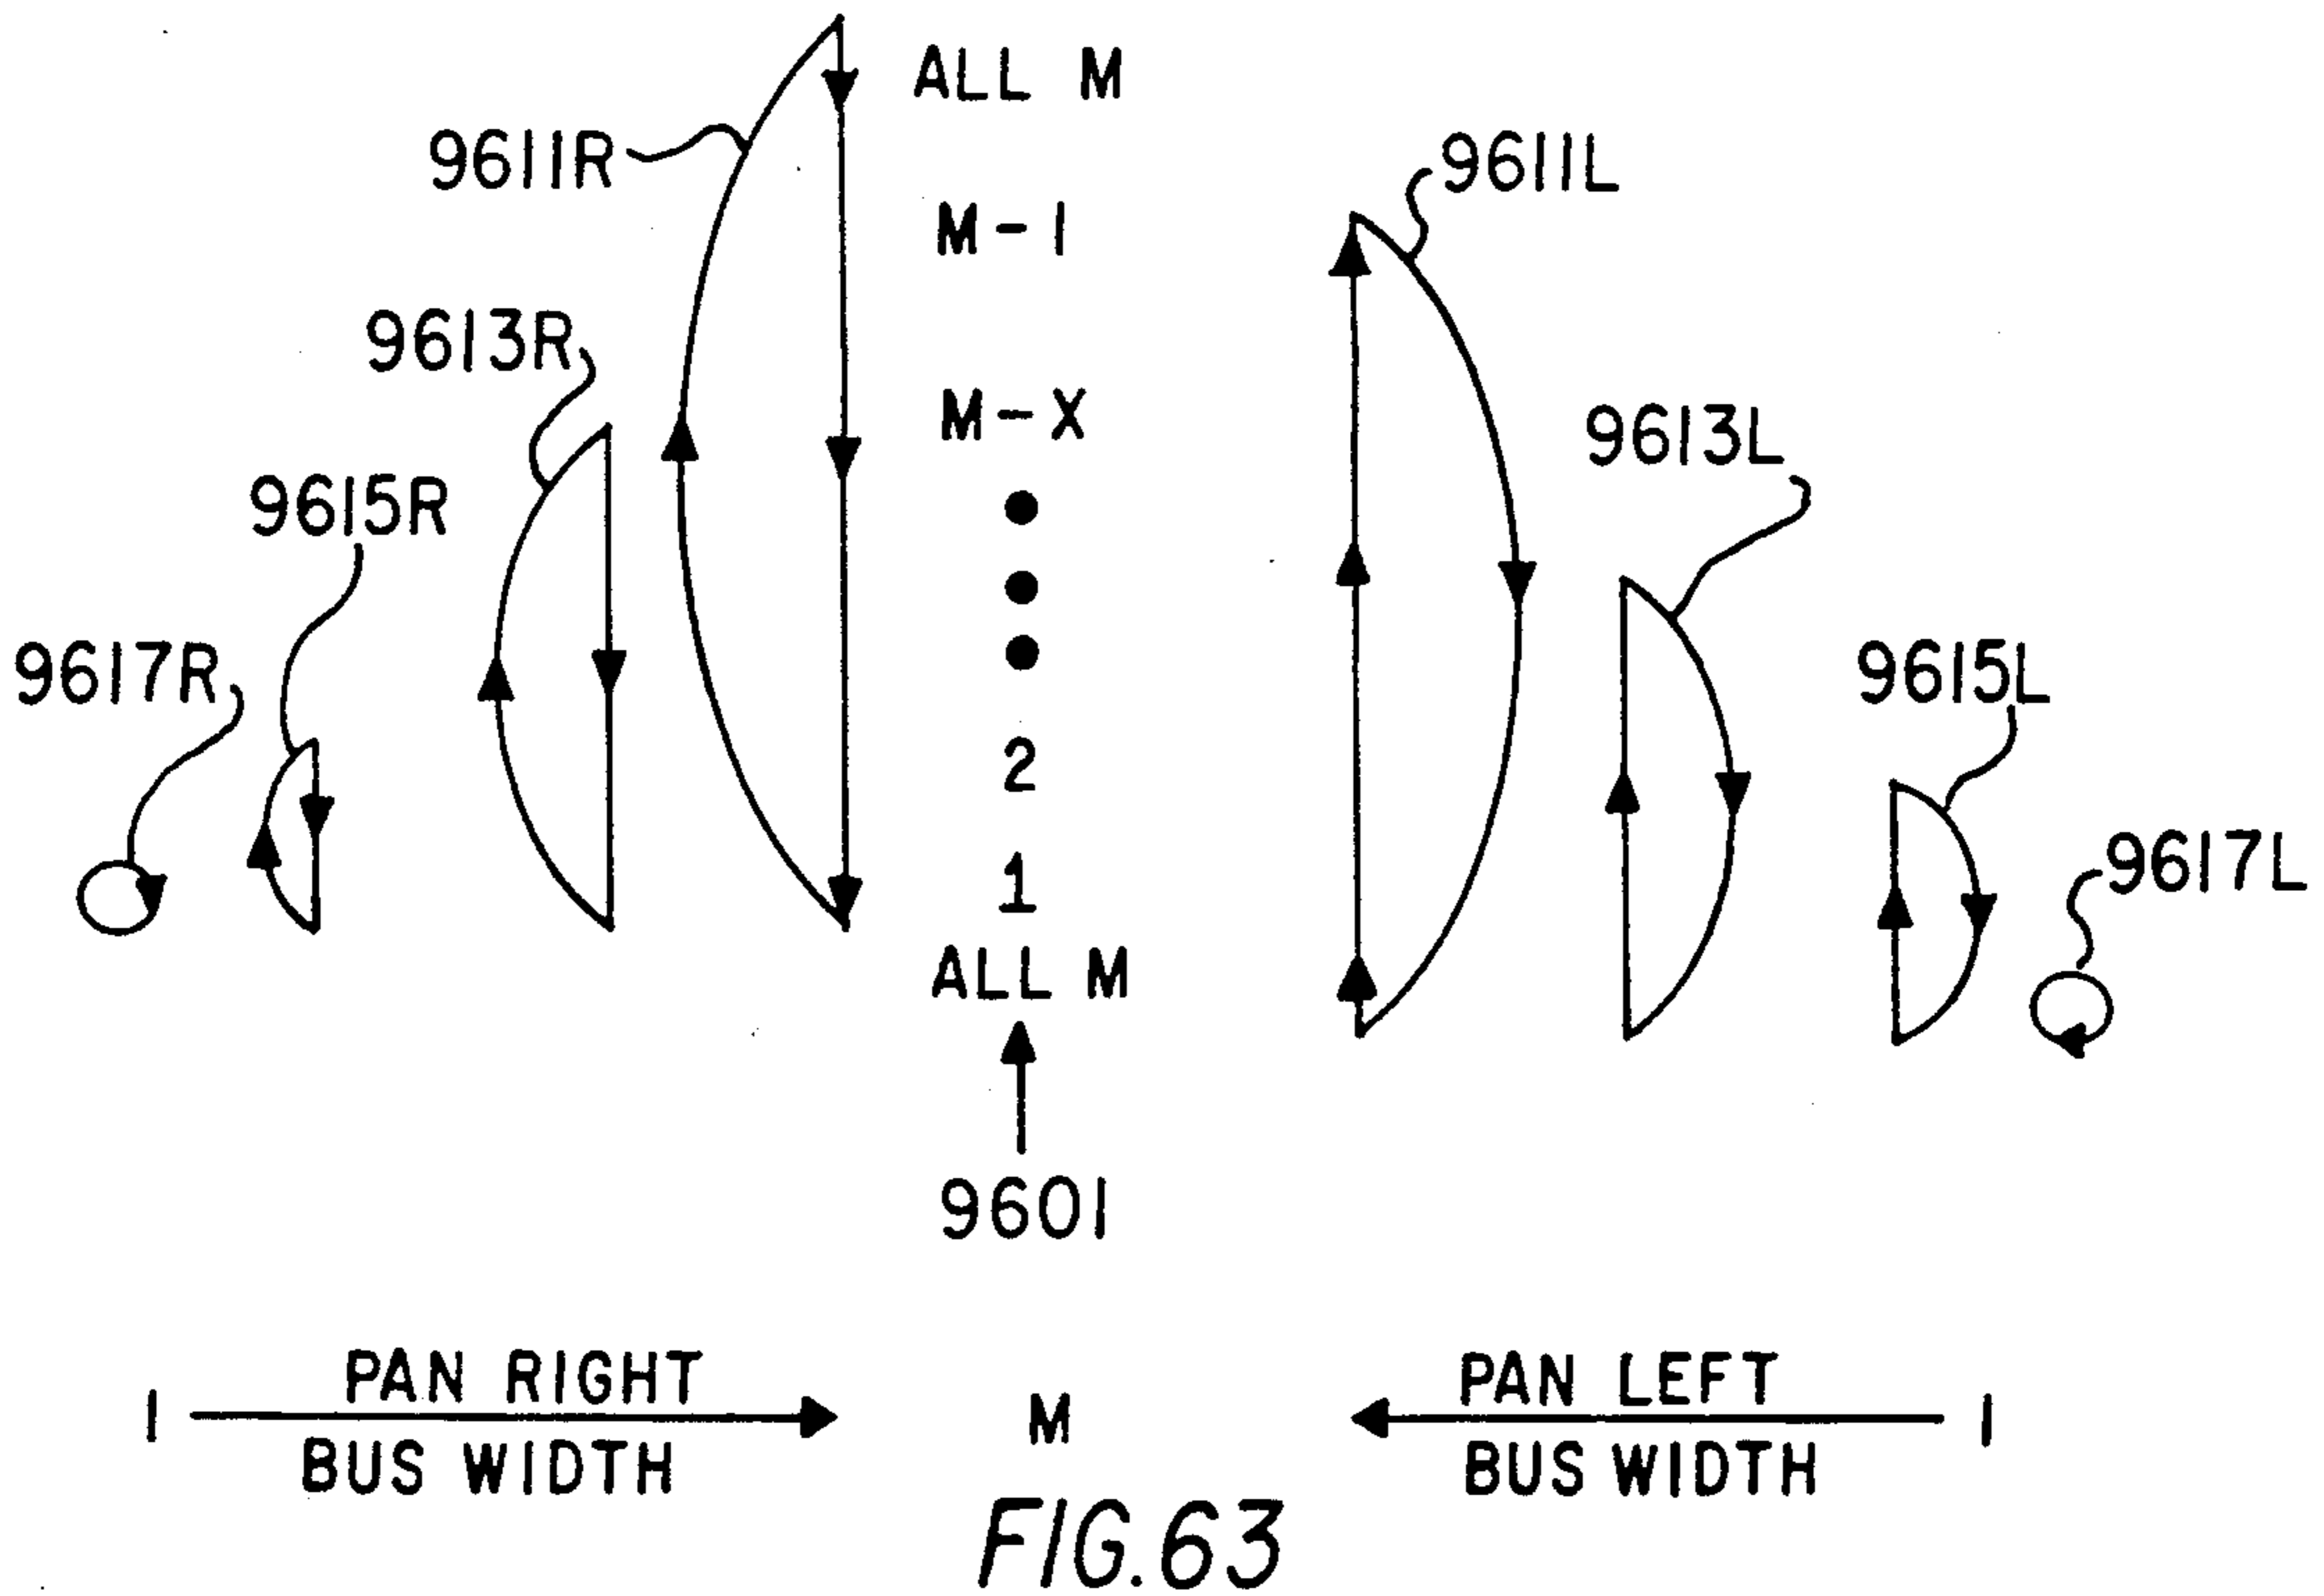 ALL M
9611R
9611L
M-1
9613R
M-X
9613L
9615R
9617R
9615L
2
9617L
1
ALL M
9601
1
PAN RIGHT
BUS WIDTH
M
PAN LEFT
BUS WIDTH
1
FIG.63